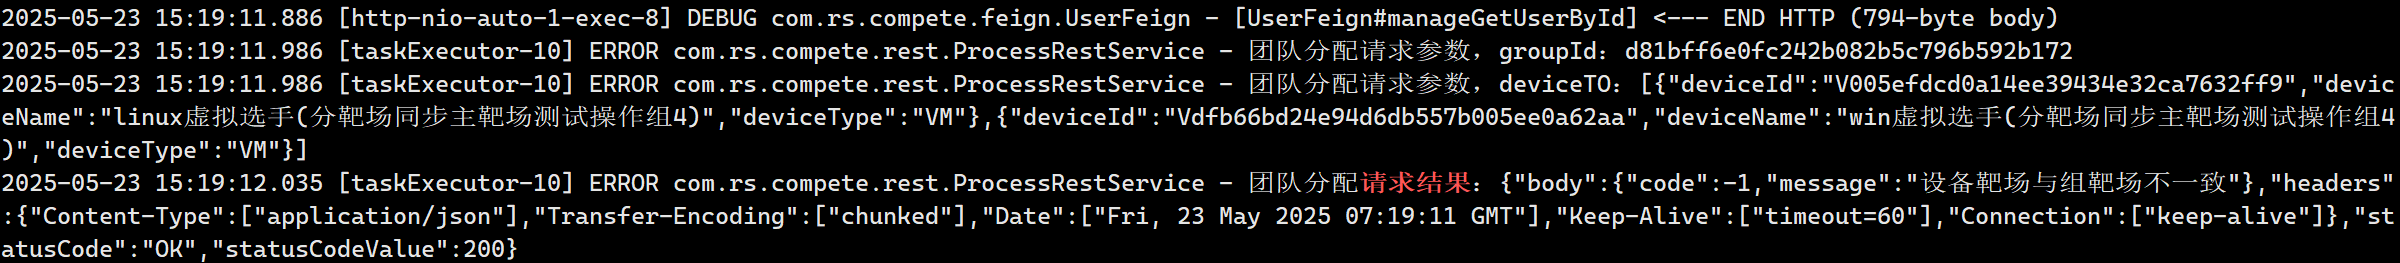 2025-05-23 15:19:11.886 [http-nio-auto-1-exec-8] DEBUG com.rs.compete.feign.UserFeign - [UserFeign#manageGetUserById] <--- END HTTP (794-byte body)
2025-05-23 15:19:11.986 [taskExecutor-10] ERROR com.rs.compete.rest.ProcessRestService - 团队分配请求参数，groupId：d81bff6e0fc242b082b5c796b592b172
2025-05-23 15:19:11.986 [taskExecutor-10] ERROR com.rs.compete.rest.ProcessRestService - 团队分配请求参数，deviceTO：[{"deviceId":"V005efdcd0a14ee39434e32ca7632ff9","devic
eName":"linux虚拟选手(分靶场同步主靶场测试操作组4)","deviceType":"VM"},{"deviceId":"Vdfb66bd24e94d6db557b005ee0a62aa","deviceName":"win虚拟选手(分靶场同步主靶场测试操作组4
)","deviceType":"VM"}]
2025-05-23 15:19:12.035 [taskExecutor-10] ERROR com.rs.compete.rest.ProcessRestService - 团队分配请求结果：{"body":{"code":-1,"message":"设备靶场与组靶场不一致"},"headers"
:{"Content-Type":["application/json"],"Transfer-Encoding":["chunked"],"Date":["Fri, 23 May 2025 07:19:11 GMT"],"Keep-Alive":["timeout=60"],"Connection":["keep-alive"]},"st
atusCode":"OK","statusCodeValue":200}